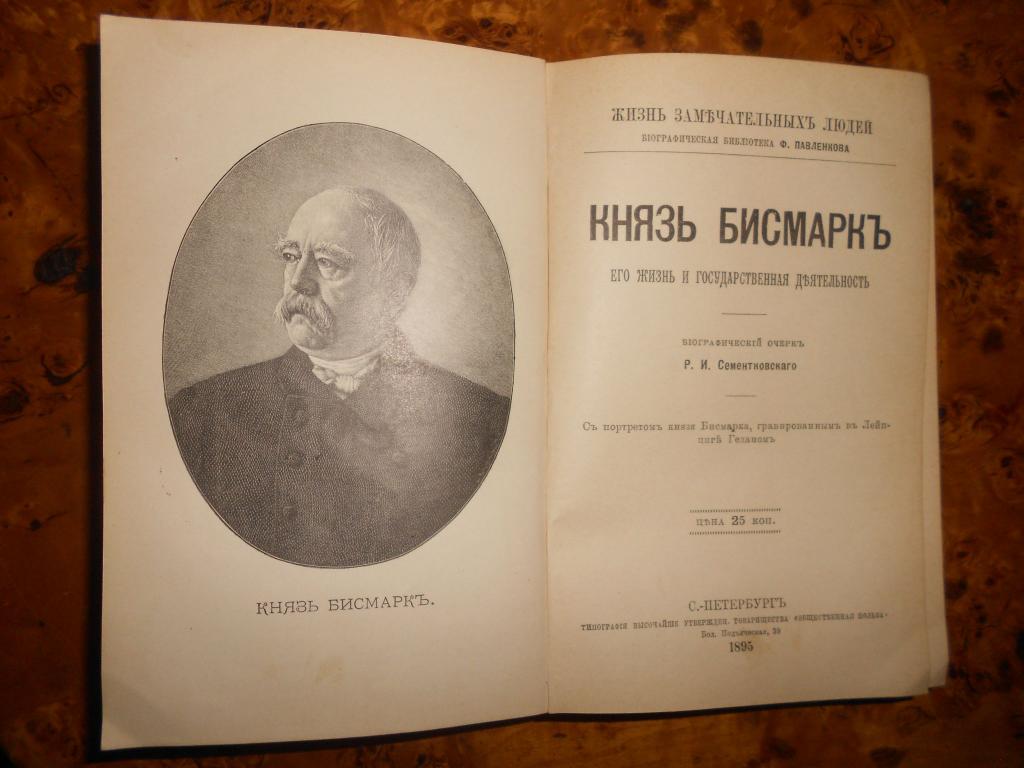 КНЯЗЬ БИСМАРКЪ.
ЖИЗНЬ ЗАМѢЧАТЕЛЬНЫХЪ ЛЮДЕЙ
БІОГРАФИЧЕСКАЯ БИБЛІОТЕКА Ф. ПАВЛЕНКОВА
КНЯЗЬ БИСМАРКЪ
ЕГО ЖИЗНЬ И ГОСУДАРСТВЕННАЯ ДѢЯТЕЛЬНОСТЬ
БІОГРАФИЧЕСКІЙ ОЧЕРКЪ
Р. И. Сементковскаго
Съ портретомъ князя Бисмарка, гравированнымъ въ Лейп-
цигѣ Геданомъ
ЦѢНА 25 КОП.
С.-ПЕТЕРБУРГЪ
ТИПОГРАФІЯ ВЫСОЧАЙШЕ УТВЕРЖДЕН. ТОВАРИЩЕСТВА «ОБЩЕСТВЕННАЯ ПОЛЬЗА»
Бол. Подъяческая, 39
1895